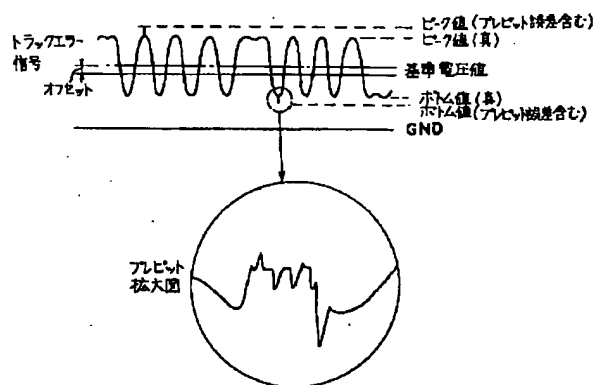 ピーク値(プレピット誤差含む)
ピーク値(真)
トラックエラー
信号
基準電圧値
オフセット
ボトム値(真)
ボトム値(プレピット誤差含む)
GND
プレピット
拡大図